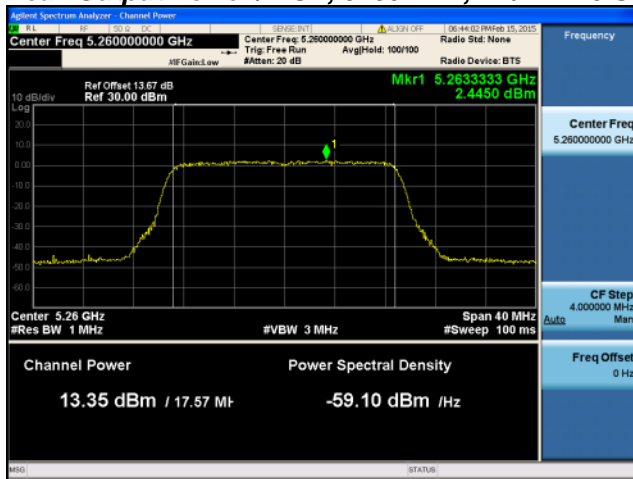 Agilent Spectrum Analyzer - Channel Power
RL RF 50 Ω DC SENSE:INT ALIGN OFF 06:44:02 PM Feb 15, 2015
Center Freq 5.260000000 GHz
Center Freq: 5.260000000 GHz
Radio Std: None
Trig: Free Run Avg|Hold: 100/100
#IFGain:Low #Atten: 20 dB
Radio Device: BTS
Frequency
Mkr1 5.2633333 GHz
2.4450 dBm
Ref Offset 13.67 dB
10 dB/div Ref 30.00 dBm
Log
20.0
10.0
0.00
-10.0
-20.0
-30.0
-40.0
-50.0
-60.0
1
Center Freq
5.260000000 GHz
Center 5.26 GHz Span 40 MHz
#Res BW 1 MHz #VBW 3 MHz #Sweep 100 ms
CF Step
4.000000 MHz
Auto Man
Freq Offset
0 Hz
Channel Power Power Spectral Density
13.35 dBm / 17.57 MH -59.10 dBm /Hz
MSG STATUS